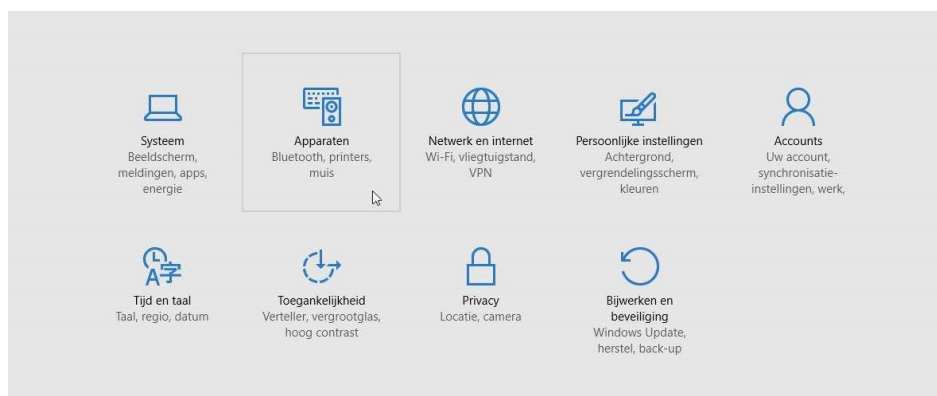 Systeem
Beeldscherm,
meldingen, apps,
energie
Apparaten
Bluetooth, printers,
muis
Netwerk en internet
Wi-Fi, vliegtuigstand,
VPN
Persoonlijke instellingen
Achtergrond,
vergrendelingsscherm,
kleuren
Accounts
Uw account,
synchronisatie-
instellingen, werk,
A字
Tijd en taal
Taal, regio, datum
Toegankelijkheid
Verteller, vergrootglas,
hoog contrast
Privacy
Locatie, camera
Bijwerken en
beveiliging
Windows Update,
herstel, back-up